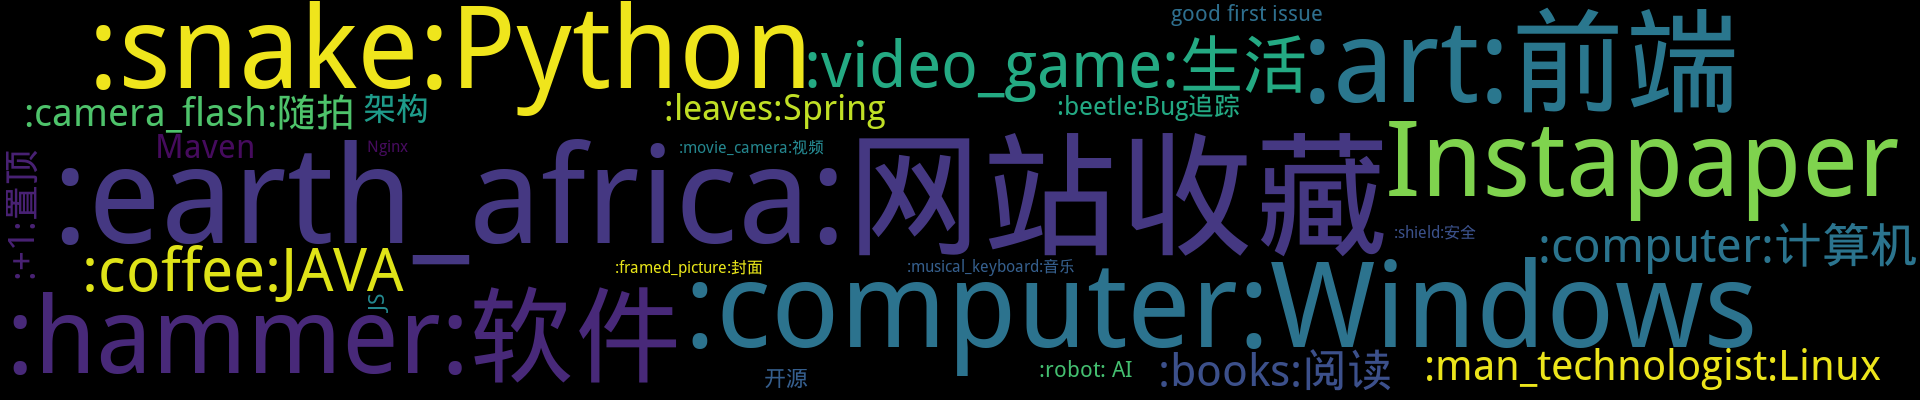 good first issue
:snake:Python
:video_game:生活
:art:前端
:camera_flash:随拍
架构
:leaves:Spring
:beetle:Bug追踪
Maven
Nginx
:movie_camera:视频
Instapaper
:+1:置顶
:earth_africa:网站收藏
:shield:安全
:computer:计算机
:coffee:JAVA
:framed_picture:封面
:musical_keyboard:音乐
JS
:hammer:软件
:computer:Windows
:robot: AI
:books:阅读
:man_technologist:Linux
开源